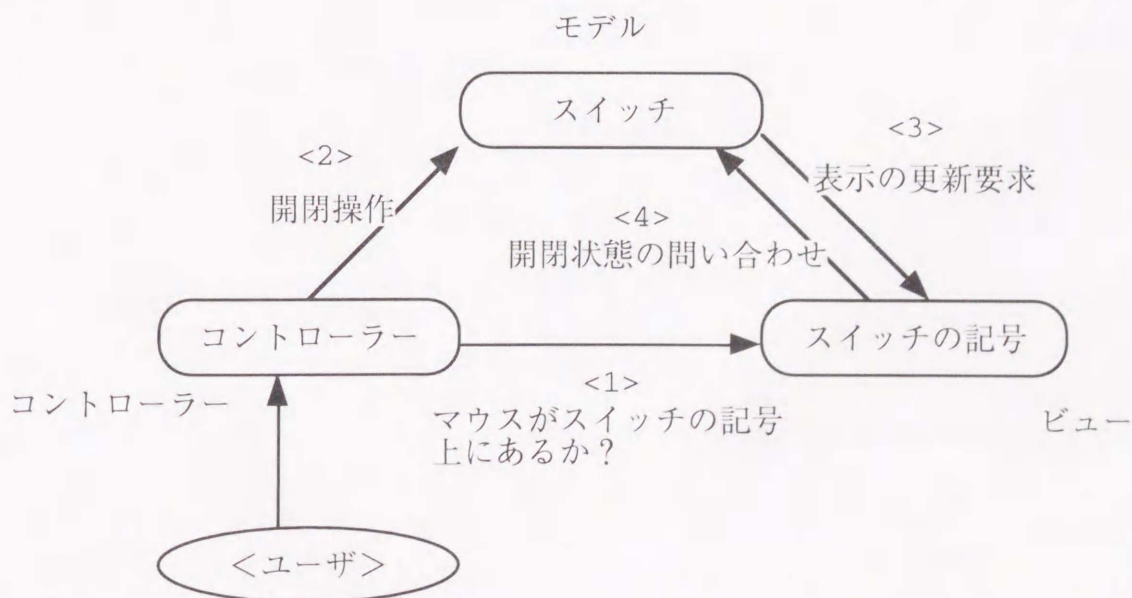 モデル
スイッチ
<3>
<2>
表示の更新要求
開閉操作
<4>
開閉状態の問い合わせ
コントローラー
スイッチの記号
<1>
コントローラー
マウスがスイッチの記号
上にあるか？
ビュー
＜ユーザ＞